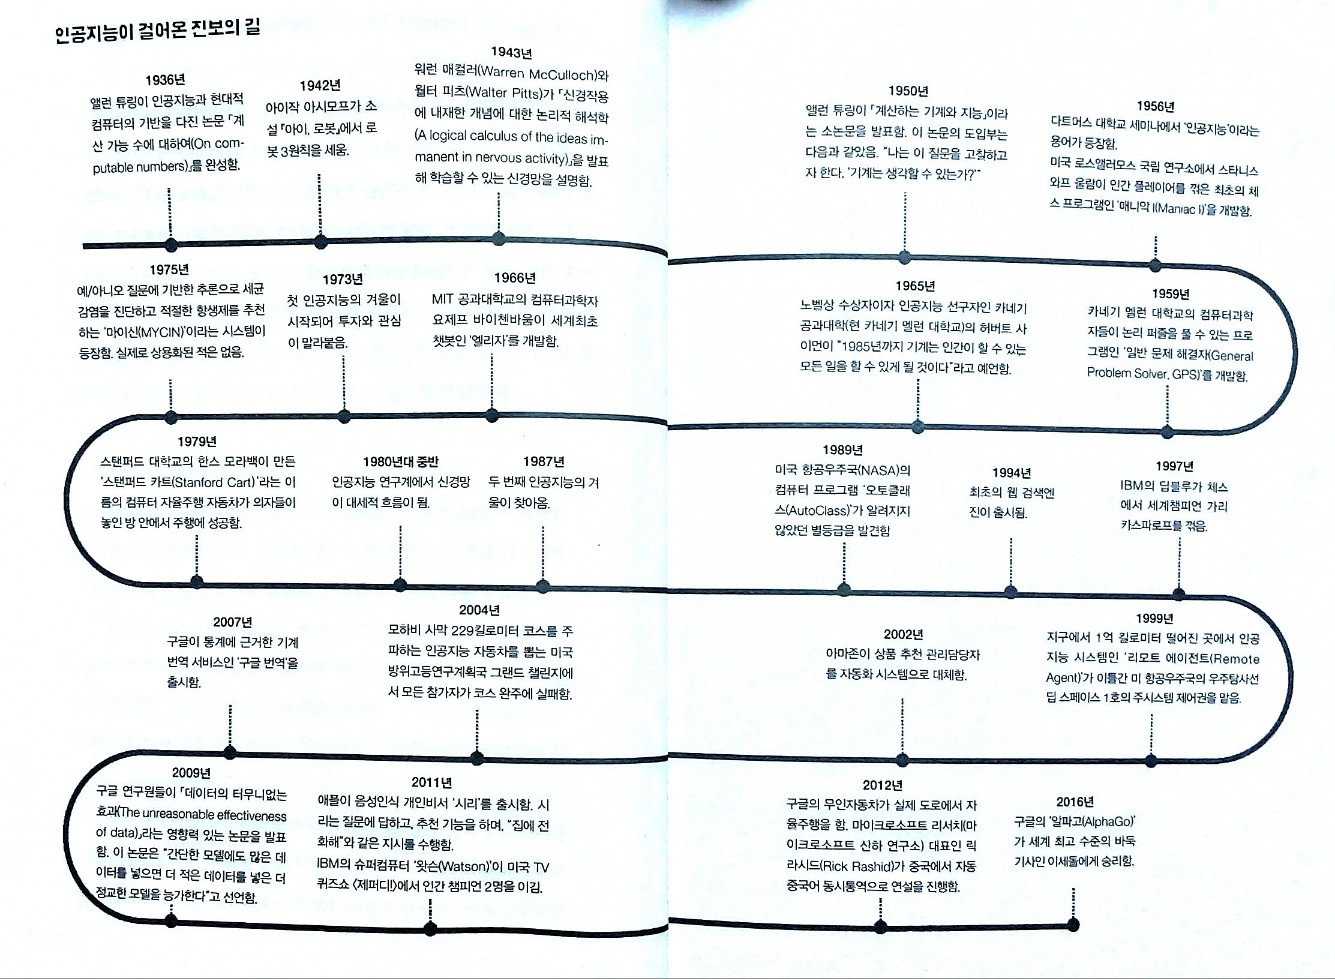 인공지능이 걸어온 진보의 길
1936년
앨런 튜링이 인공지능과 현대적
컴퓨터의 기반을 다진 논문 「계
산 가능 수에 대하여(On com-
putable numbers)」를 완성함.
1942년
아이작 아시모프가 소
설 『아이, 로봇』에서 로
봇 3원칙을 세움.
1943년
워런 매컬러(Warren McCulloch)와
월터 피츠(Walter Pitts)가 「신경작용
에 내재한 개념에 대한 논리적 해석학
(A logical calculus of the ideas im-
manent in nervous activity)」을 발표
해 학습할 수 있는 신경망을 설명함.
1950년
앨런 튜링이 「계산하는 기계와 지능」이라
는 소논문을 발표함. 이 논문의 도입부는
다음과 같았음. “나는 이 질문을 고찰하고
자 한다. ‘기계는 생각할 수 있는가?’”
1956년
다트머스 대학교 세미나에서 ‘인공지능’이라는
용어가 등장함.
미국 로스앨러모스 국립 연구소에서 스타니스
와프 울람이 인간 플레이어를 꺾은 최초의 체
스 프로그램인 ‘매니악 I(Maniac I)’을 개발함.
1959년
카네기 멜런 대학교의 컴퓨터과학
자들이 논리 퍼즐을 풀 수 있는 프로
그램인 ‘일반 문제 해결자(General
Problem Solver, GPS)’를 개발함.
1965년
노벨상 수상자이자 인공지능 선구자인 카네기
공과대학(현 카네기 멜런 대학교)의 허버트 사
이먼이 “1985년까지 기계는 인간이 할 수 있는
모든 일을 할 수 있게 될 것이다”라고 예언함.
1966년
MIT 공과대학교의 컴퓨터과학자
요제프 바이첸바움이 세계최초
챗봇인 ‘엘리자’를 개발함.
1973년
첫 인공지능의 겨울이
시작되어 투자와 관심
이 말라붙음.
1975년
예/아니오 질문에 기반한 추론으로 세균
감염을 진단하고 적절한 항생제를 추천
하는 ‘마이신(MYCIN)’이라는 시스템이
등장함. 실제로 상용화된 적은 없음.
1979년
스탠퍼드 대학교의 한스 모라벡이 만든
‘스탠퍼드 카트(Stanford Cart)’라는 이
름의 컴퓨터 자율주행 자동차가 의자들이
놓인 방 안에서 주행에 성공함.
1980년대 중반
인공지능 연구계에서 신경망
이 대세적 흐름이 됨.
1987년
두 번째 인공지능의 겨
울이 찾아옴.
1989년
미국 항공우주국(NASA)의
컴퓨터 프로그램 ‘오토클래
스(AutoClass)’가 알려지지
않았던 별등급을 발견함
1994년
최초의 웹 검색엔
진이 출시됨.
1997년
IBM의 딥블루가 체스
에서 세계챔피언 가리
카스파로프를 꺾음.
1999년
지구에서 1억 킬로미터 떨어진 곳에서 인공
지능 시스템인 ‘리모트 에이전트(Remote
Agent)’가 이틀간 미 항공우주국의 우주탐사선
딥 스페이스 1호의 주시스템 제어권을 맡음.
2002년
아마존이 상품 추천 관리담당자
를 자동화 시스템으로 대체함.
2004년
모하비 사막 229킬로미터 코스를 주
파하는 인공지능 자동차를 뽑는 미국
방위고등연구계획국 그랜드 챌린지에
서 모든 참가자가 코스 완주에 실패함.
2007년
구글이 통계에 근거한 기계
번역 서비스인 ‘구글 번역’을
출시함.
2009년
구글 연구원들이 「데이터의 터무니없는
효과(The unreasonable effectiveness
of data)」라는 영향력 있는 논문을 발표
함. 이 논문은 “간단한 모델에도 많은 데
이터를 넣으면 더 적은 데이터를 넣은 더
정교한 모델을 능가한다”고 선언함.
2011년
애플이 음성인식 개인비서 ‘시리’를 출시함. 시
리는 질문에 답하고, 추천 기능을 하며, “집에 전
화해”와 같은 지시를 수행함.
IBM의 슈퍼컴퓨터 ‘왓슨(Watson)’이 미국 TV
퀴즈쇼 〈제퍼디!〉에서 인간 챔피언 2명을 이김.
2012년
구글의 무인자동차가 실제 도로에서 자
율주행을 함. 마이크로소프트 리서치(마
이크로소프트 산하 연구소) 대표인 릭
라시드(Rick Rashid)가 중국에서 자동
중국어 동시통역으로 연설을 진행함.
2016년
구글의 ‘알파고(AlphaGo)’
가 세계 최고 수준의 바둑
기사인 이세돌에게 승리함.